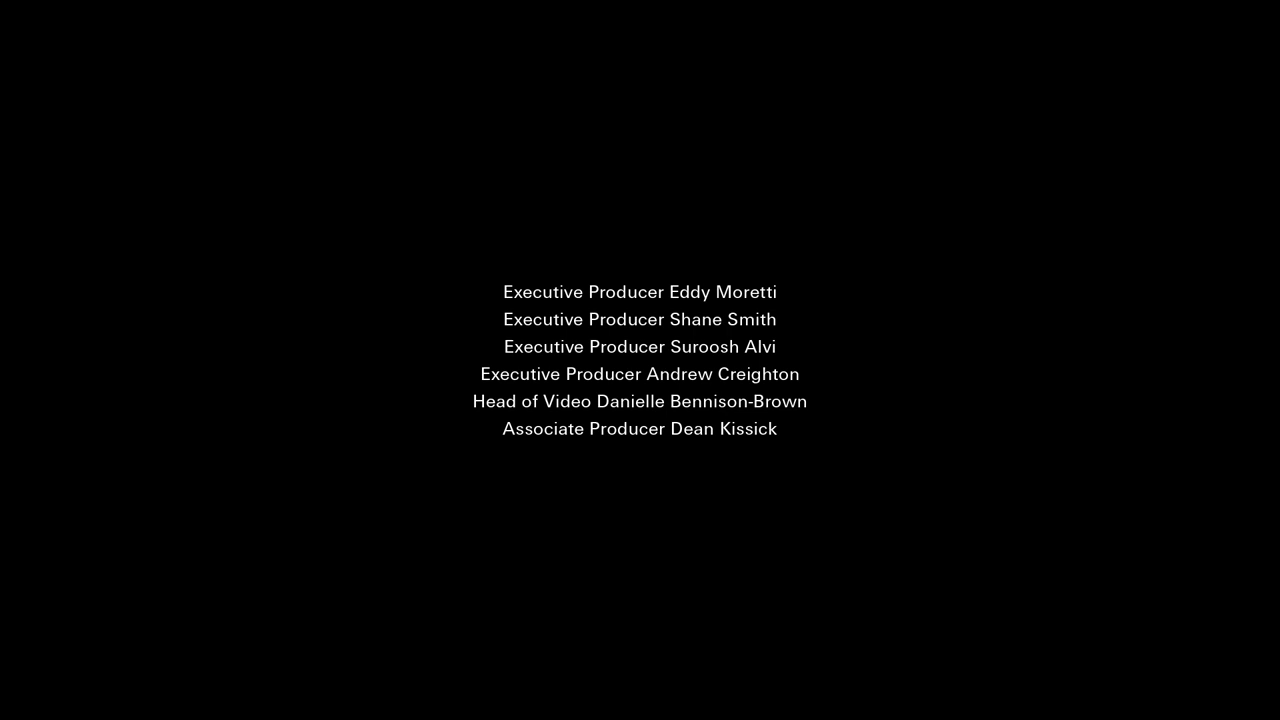 Executive Producer Eddy Moretti
Executive Producer Shane Smith
Executive Producer Suroosh Alvi
Executive Producer Andrew Creighton
Head of Video Danielle Bennison-Brown
Associate Producer Dean Kissick